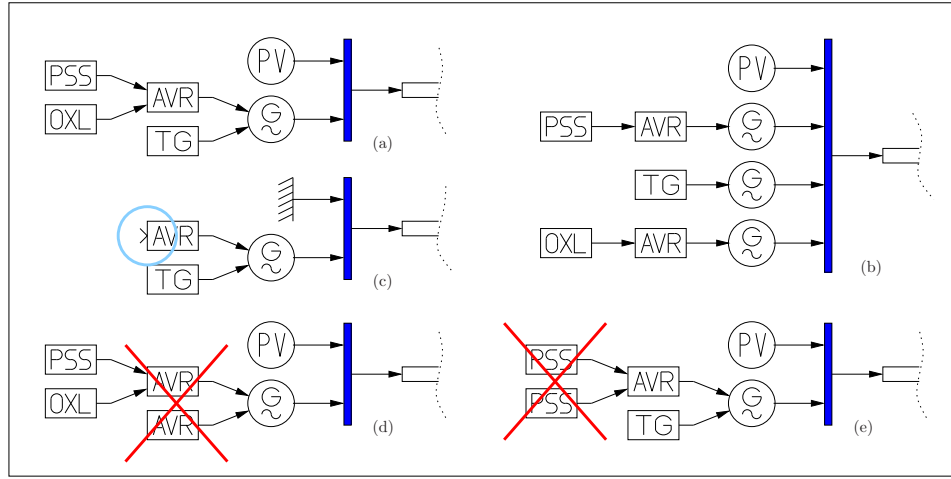 PV
PSS
AVR
G
OXL
TG
(a)
AVR
G
TG
(c)
PV
PSS
AVR
G
OXL
AVR
(d)
PV
PSS AVR G
TG G
OXL AVR G
(b)
PV
PSS
AVR
G
PSS
TG
(e)